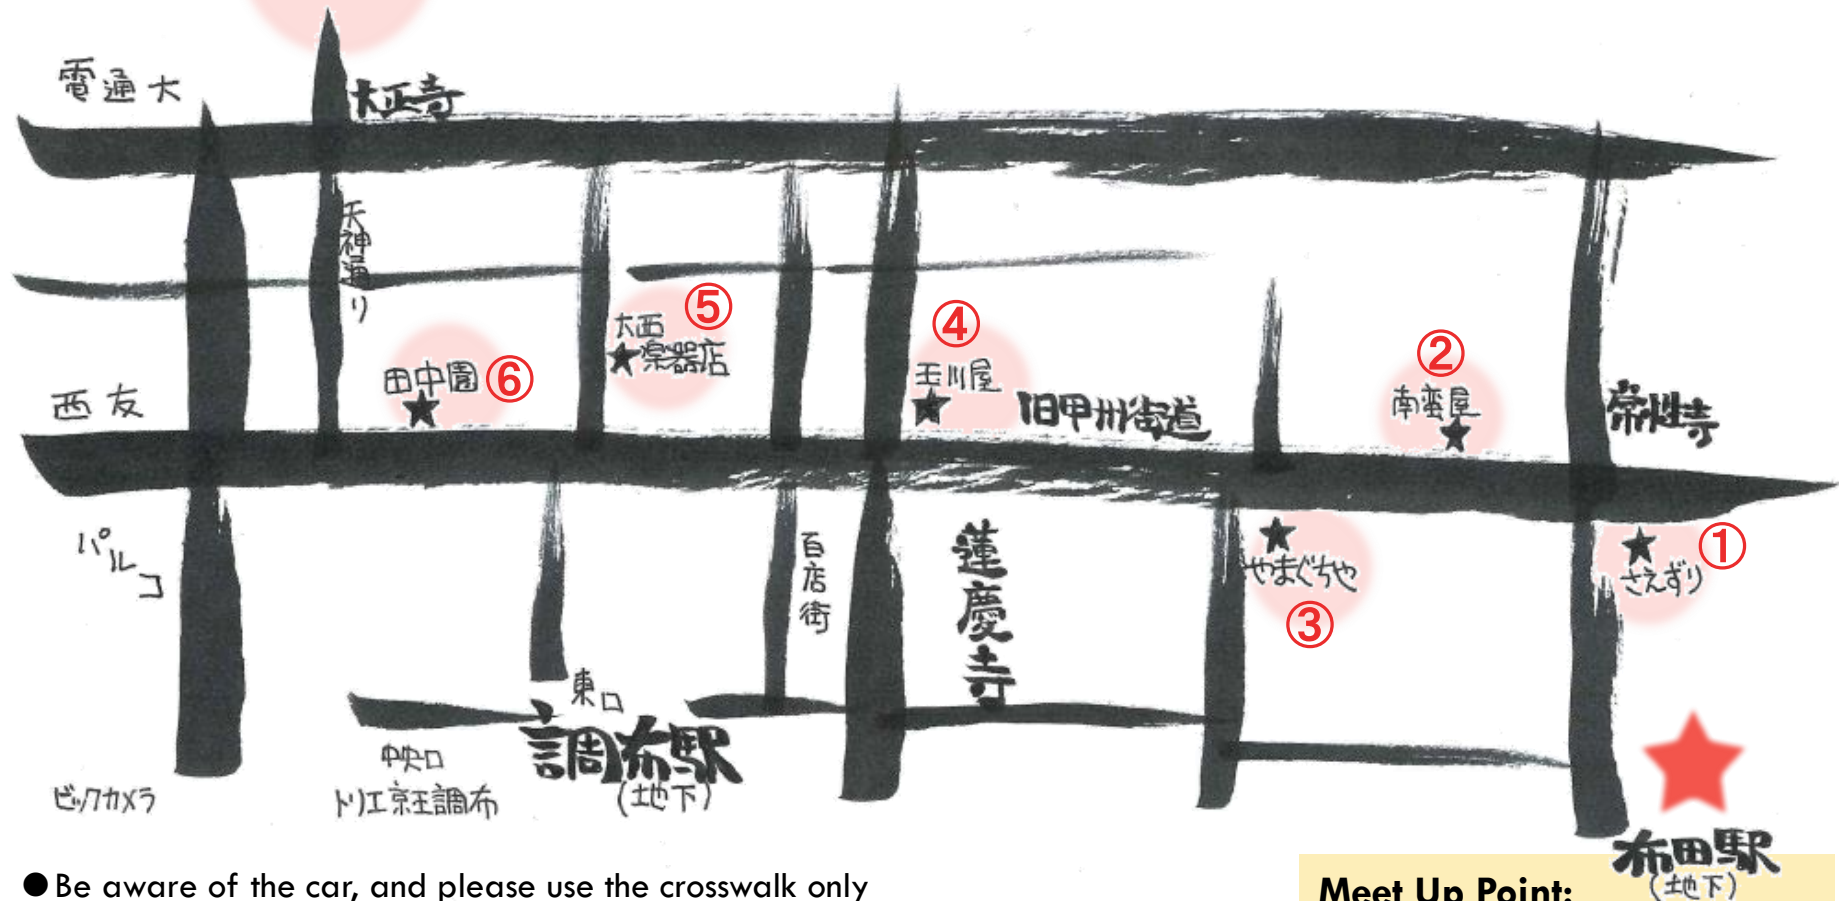 電通大
大正寺
天神通り
⑤
大西
楽器店
④
玉川屋
②
南蛮屋
田中園
⑥
西友
旧甲州街道
常性寺
パルコ
百店街
蓮慶寺
やまぐちや
③
①
さえずり
東口
調布駅
(地下)
中央口
トリエ京王調布
ビックカメラ
布田駅
(地下)
●Be aware of the car, and please use the crosswalk only
Meet Up Point: